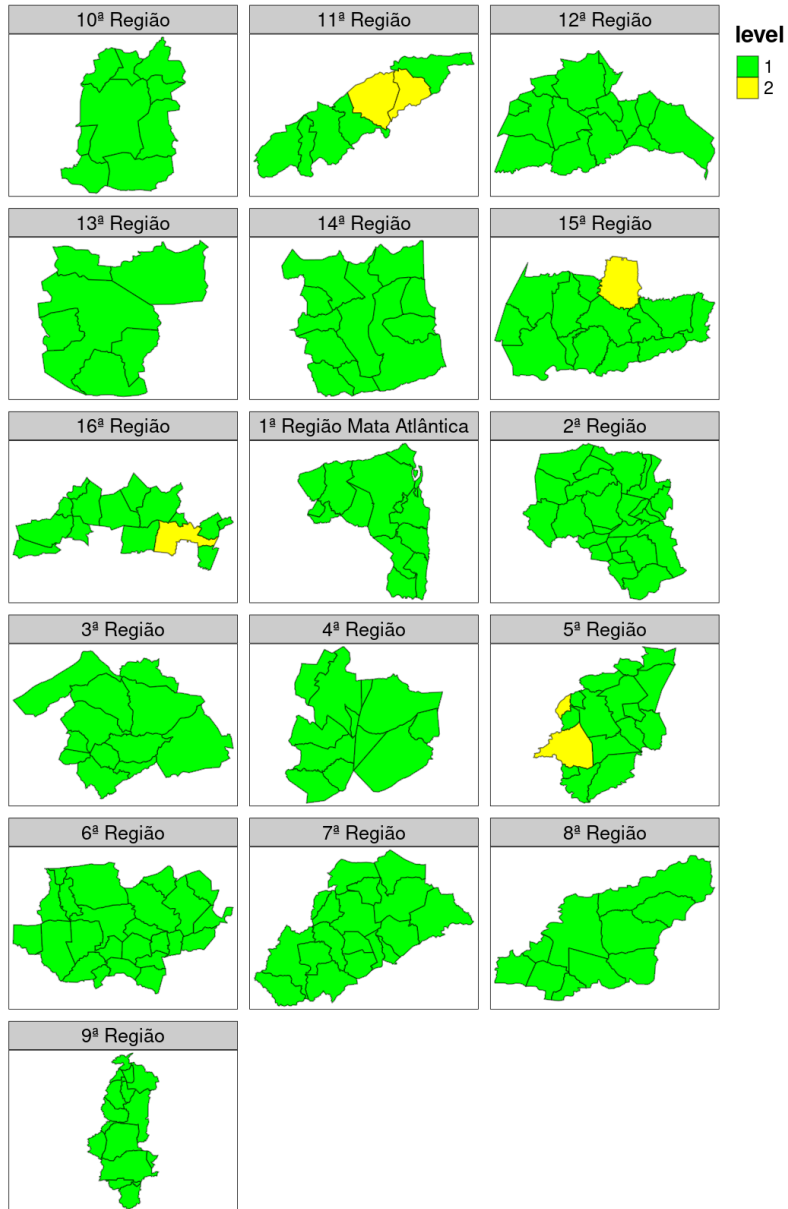 10ª Região
11ª Região
12ª Região
level
1
2
13ª Região
14ª Região
15ª Região
16ª Região
1ª Região Mata Atlântica
2ª Região
3ª Região
4ª Região
5ª Região
6ª Região
7ª Região
8ª Região
9ª Região